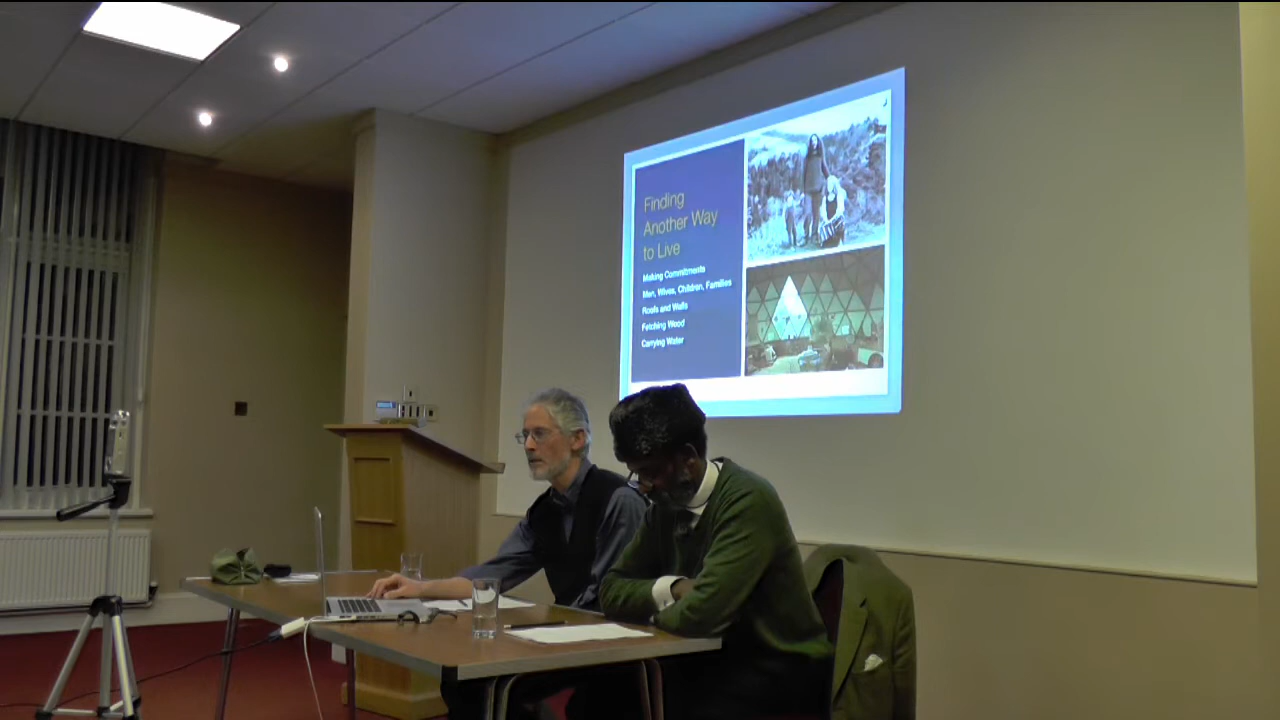 Finding
Another Way
to Live
Making Commitments
Men, Wives, Children, Families
Roofs and Walls
Fetching Wood
Carrying Water